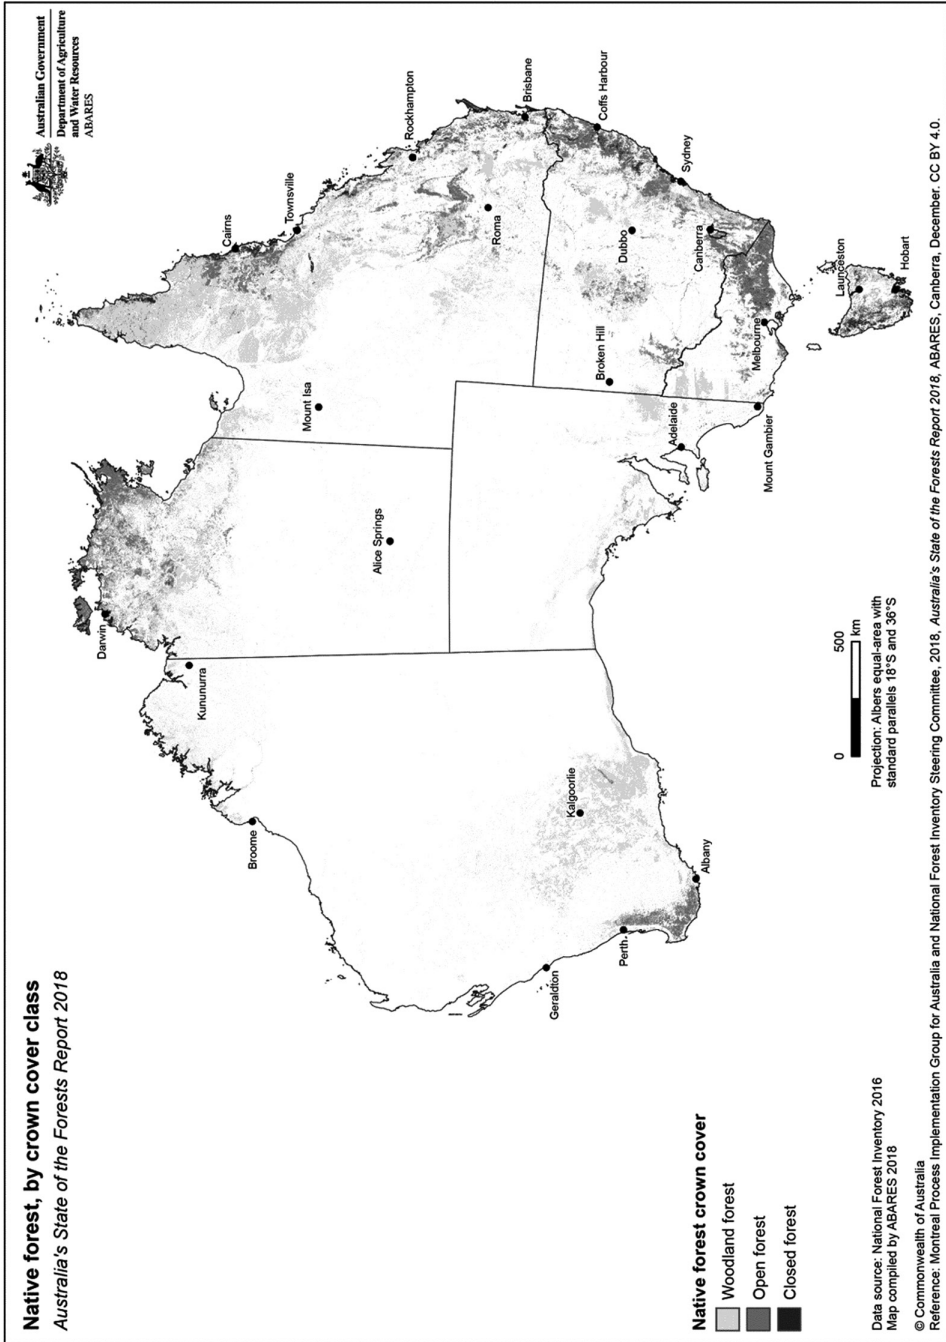 Native forest, by crown cover class
Australia's State of the Forests Report 2018
Australian Government
Department of Agriculture
and Water Resources
ABARES
Darwin
Kununurra
Broome
Cairns
Townsville
Mount Isa
Rockhampton
Alice Springs
Roma
Brisbane
Geraldton
Kalgoorlie
Perth
Albany
Broken Hill
Dubbo
Coffs Harbour
Adelaide
Canberra
Sydney
Mount Gambier
Melbourne
Launceston
Hobart
Native forest crown cover
Woodland forest
Open forest
Closed forest
0 500
km
Projection: Albers equal-area with
standard parallels 18°S and 36°S
Data source: National Forest Inventory 2016
Map compiled by ABARES 2018
© Commonwealth of Australia
Reference: Montreal Process Implementation Group for Australia and National Forest Inventory Steering Committee, 2018, Australia's State of the Forests Report 2018, ABARES, Canberra, December. CC BY 4.0.